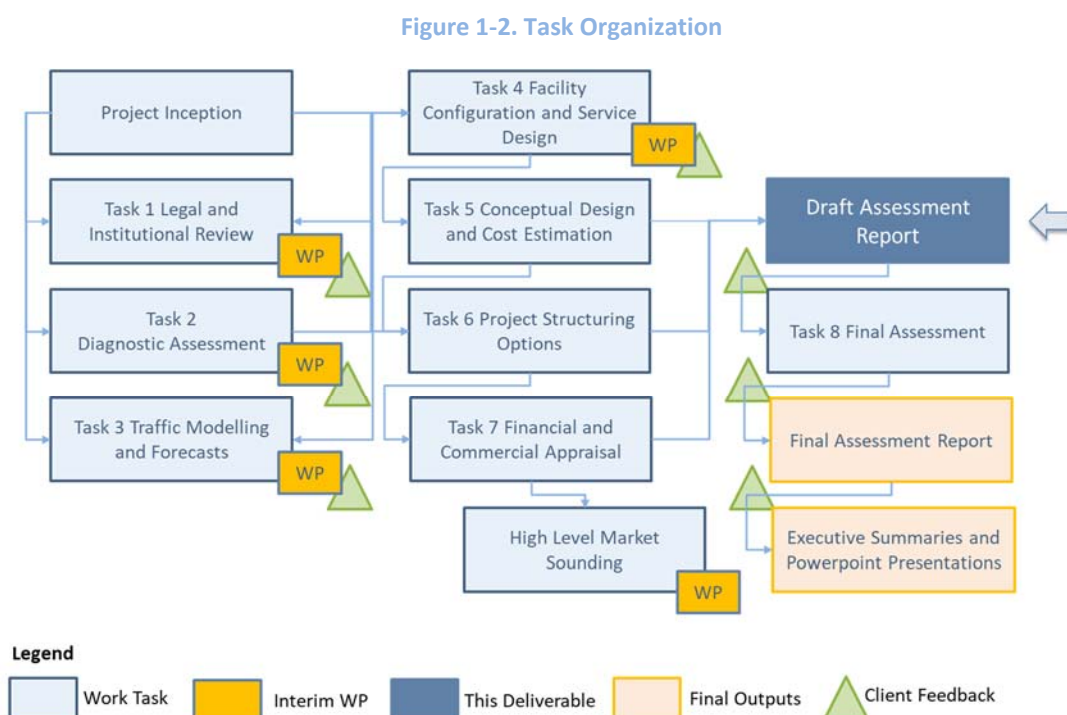 Figure 1-2. Task Organization
Project Inception
Task 1 Legal and
Institutional Review
WP
Task 2
Diagnostic Assessment
WP
Task 3 Traffic Modelling
and Forecasts
WP
Task 4 Facility
Configuration and Service
Design
WP
Task 5 Conceptual Design
and Cost Estimation
Task 6 Project Structuring
Options
Task 7 Financial and
Commercial Appraisal
High Level Market
Sounding
WP
Draft Assessment
Report
Task 8 Final Assessment
Final Assessment Report
Executive Summaries and
Powerpoint Presentations
Legend
Work Task
Interim WP
This Deliverable
Final Outputs
Client Feedback